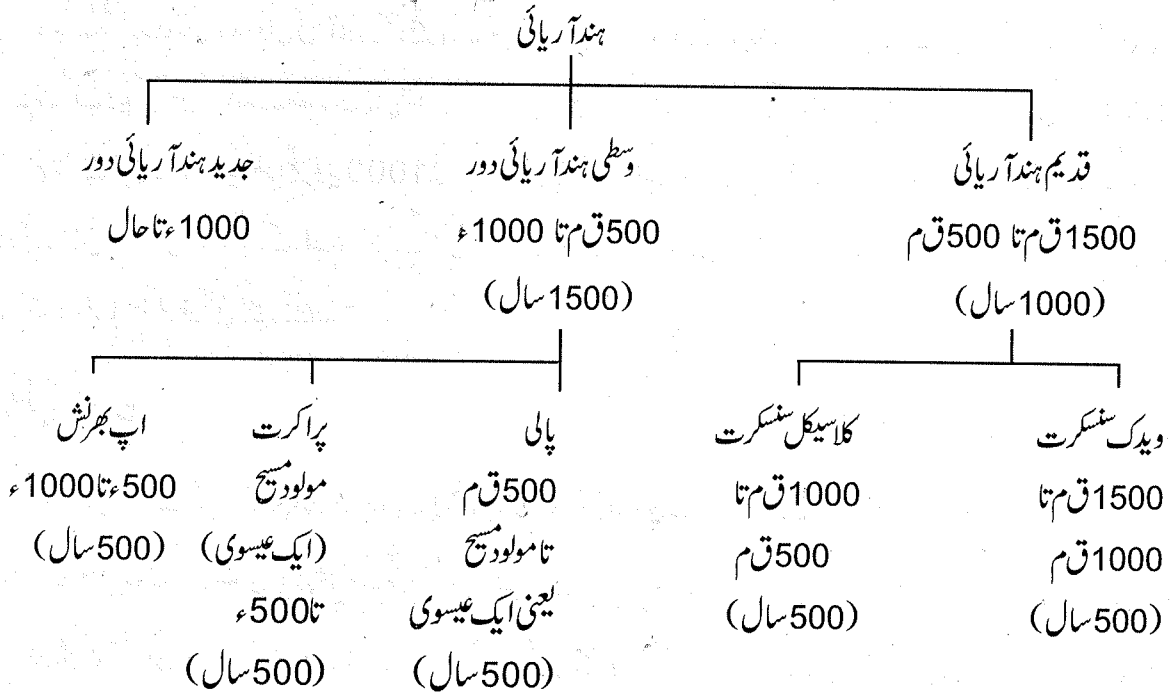 ہندآریائی
قدیم ہندآریائی
1500ق م تا 500ق م
(1000سال)
وسطی ہندآریائی دور
500ق م تا 1000ء
(1500سال)
جدید ہندآریائی دور
1000ء تا حال
ویدک سنسکرت
1500ق م تا
1000ق م
(500سال)
کلاسیکل سنسکرت
1000ق م تا
500ق م
(500سال)
پالی
500ق م
تا مولود مسیح
یعنی ایک عیسوی
(500سال)
پراکرت
مولود مسیح
(ایک عیسوی)
تا500ء
(500سال)
اپ بھرنش
500ء تا 1000ء
(500سال)